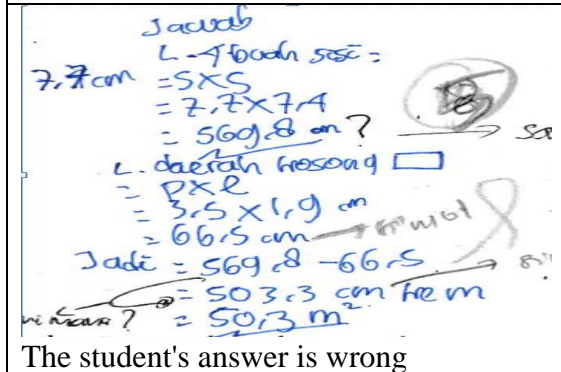 Jawab
L. 4 buah sisi =
7,7 cm = S x S
= 7,7 x 7,4
= 569,8 cm ?
L. daerah kosong
= p x l
= 3,5 x 1,9 cm
= 66,5 cm
Jadi = 569,8 - 66,5
= 503,3 cm ke m
= 50,3 m²
The student's answer is wrong